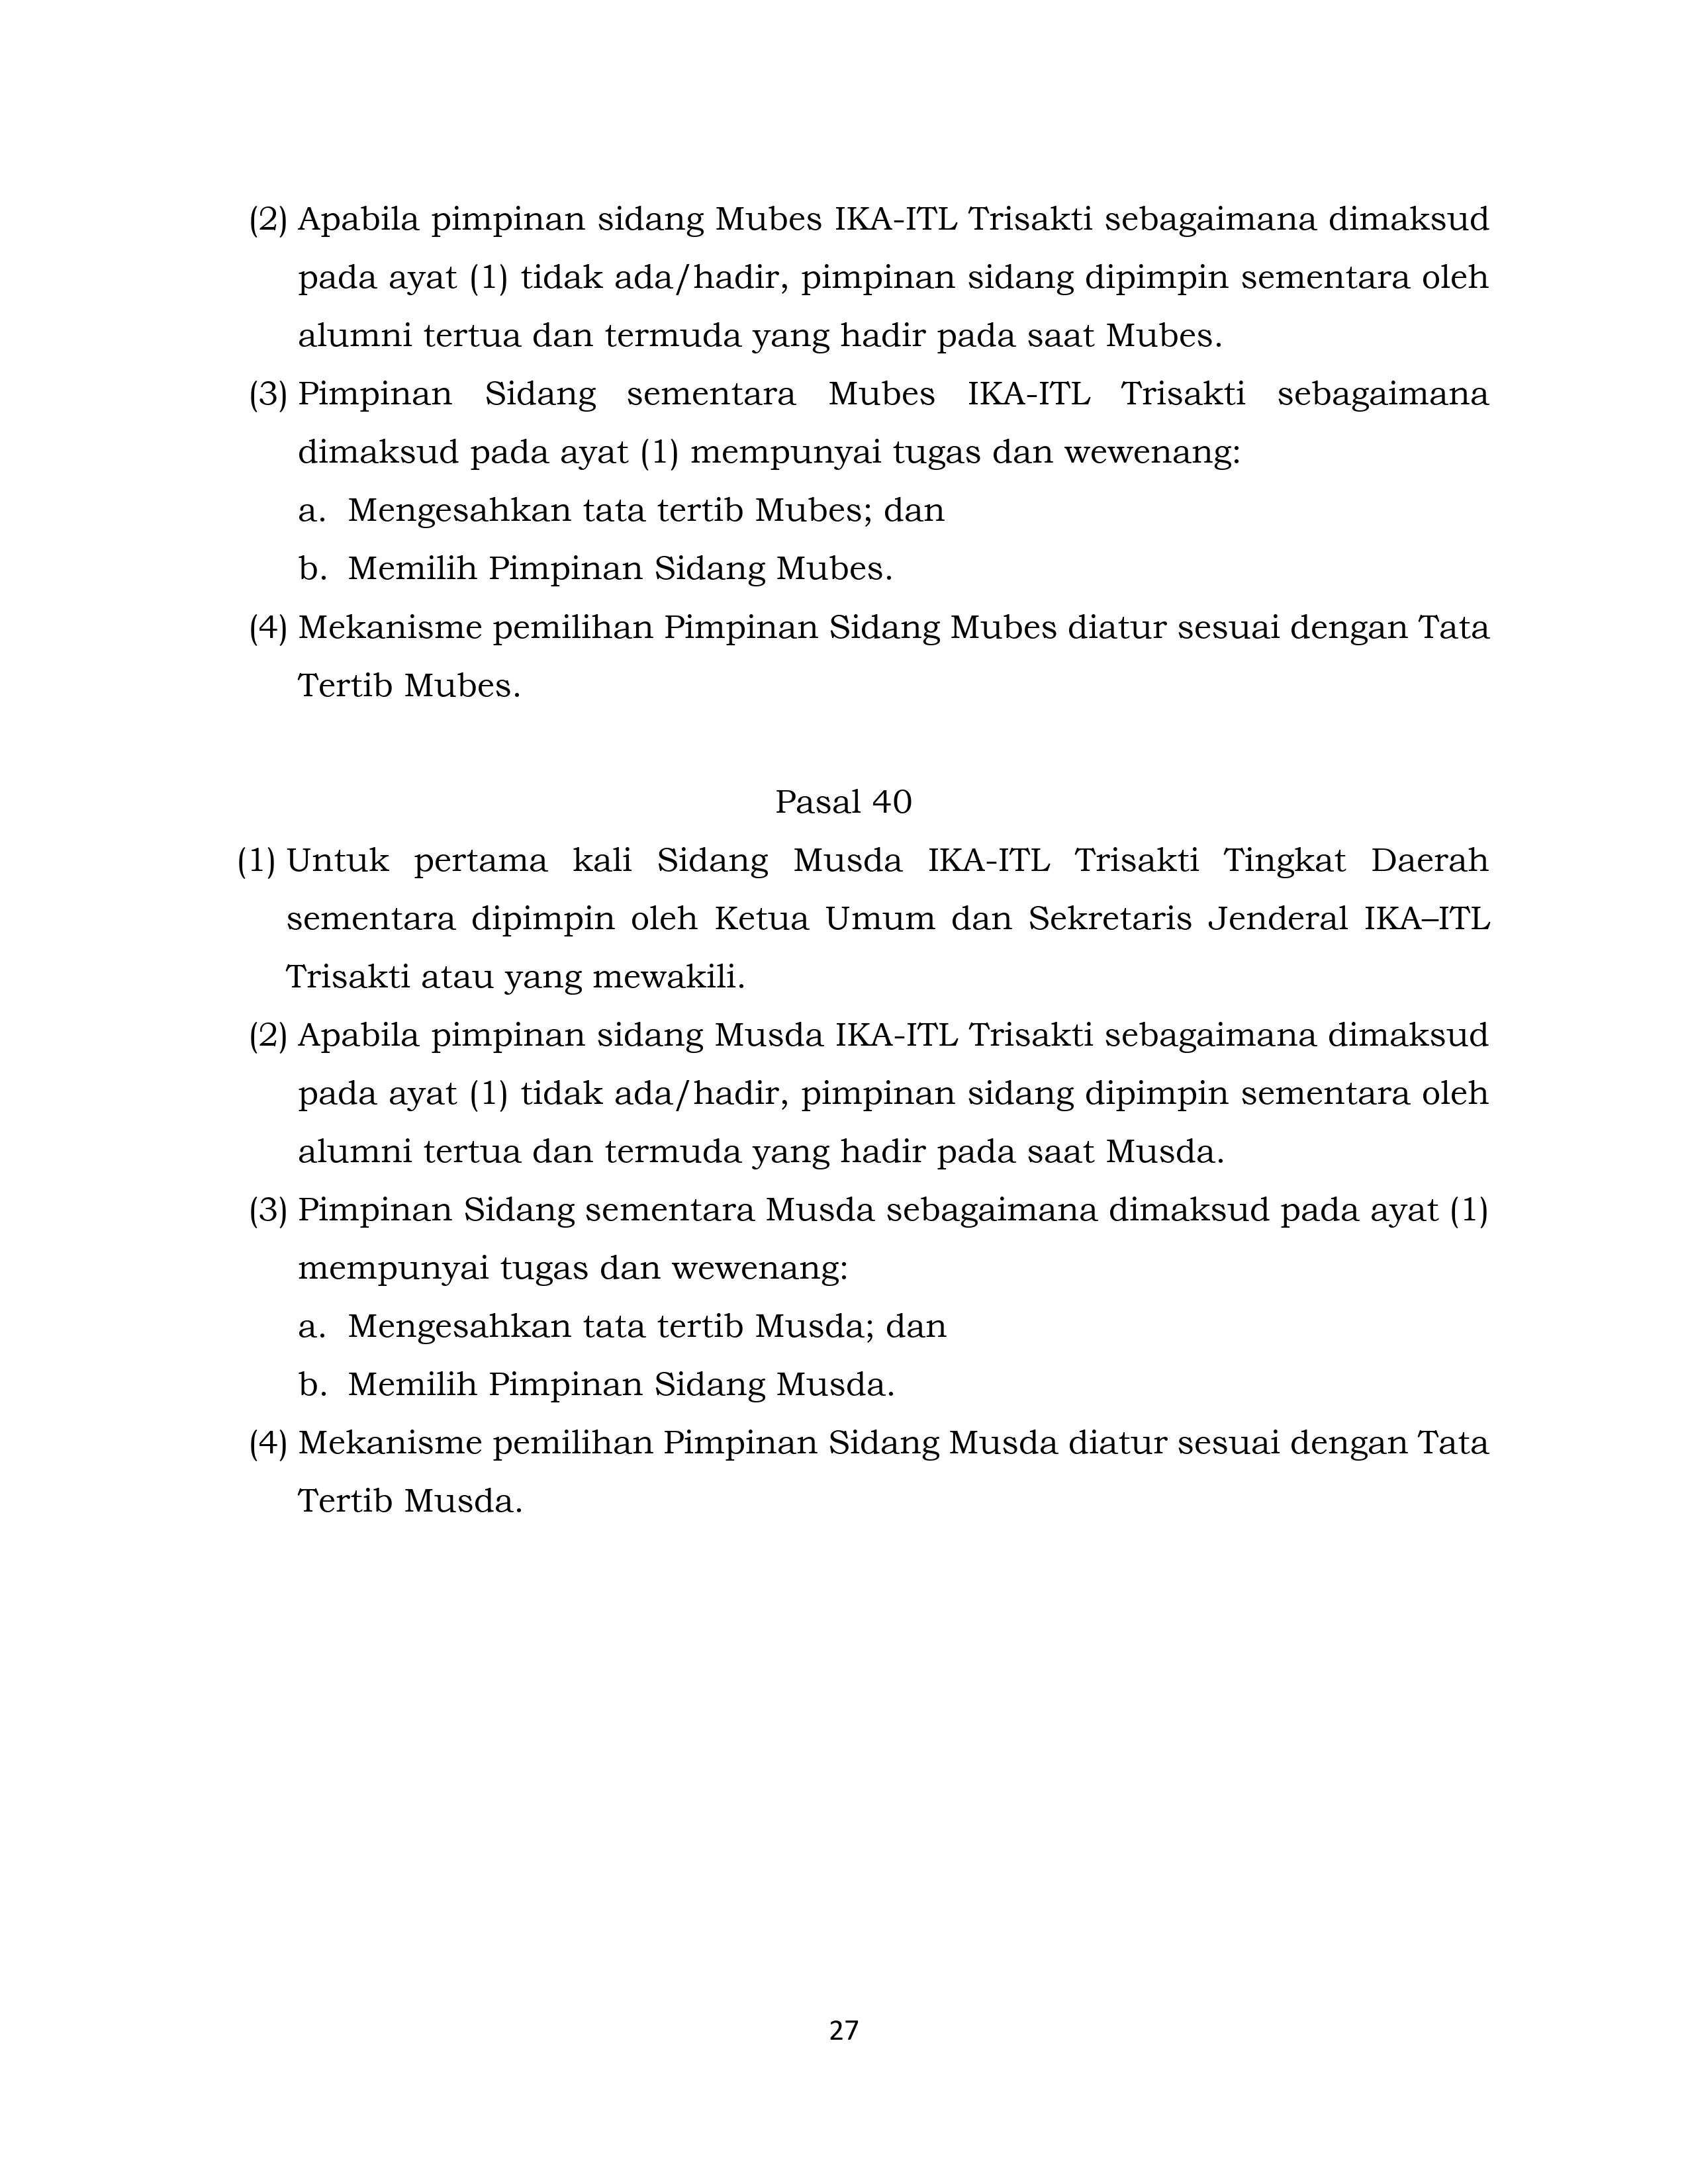 (2) Apabila pimpinan sidang Mubes IKA-ITL Trisakti sebagaimana dimaksud
pada ayat (1) tidak ada/hadir, pimpinan sidang dipimpin sementara oleh
alumni tertua dan termuda yang hadir pada saat Mubes.
(3) Pimpinan Sidang sementara Mubes IKA-ITL Trisakti sebagaimana
dimaksud pada ayat (1) mempunyai tugas dan wewenang:
a. Mengesahkan tata tertib Mubes; dan
b. Memilih Pimpinan Sidang Mubes.
(4) Mekanisme pemilihan Pimpinan Sidang Mubes diatur sesuai dengan Tata
Tertib Mubes.
Pasal 40
(1) Untuk pertama kali Sidang Musda IKA-ITL Trisakti Tingkat Daerah
sementara dipimpin oleh Ketua Umum dan Sekretaris Jenderal IKA–ITL
Trisakti atau yang mewakili.
(2) Apabila pimpinan sidang Musda IKA-ITL Trisakti sebagaimana dimaksud
pada ayat (1) tidak ada/hadir, pimpinan sidang dipimpin sementara oleh
alumni tertua dan termuda yang hadir pada saat Musda.
(3) Pimpinan Sidang sementara Musda sebagaimana dimaksud pada ayat (1)
mempunyai tugas dan wewenang:
a. Mengesahkan tata tertib Musda; dan
b. Memilih Pimpinan Sidang Musda.
(4) Mekanisme pemilihan Pimpinan Sidang Musda diatur sesuai dengan Tata
Tertib Musda.
27